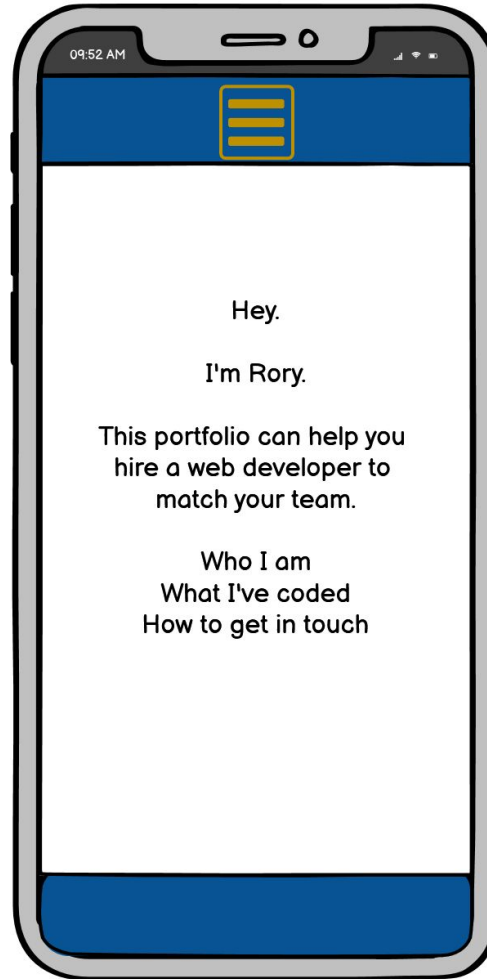 09:52 AM
Hey.
I'm Rory.
This portfolio can help you
hire a web developer to
match your team.
Who I am
What I've coded
How to get in touch